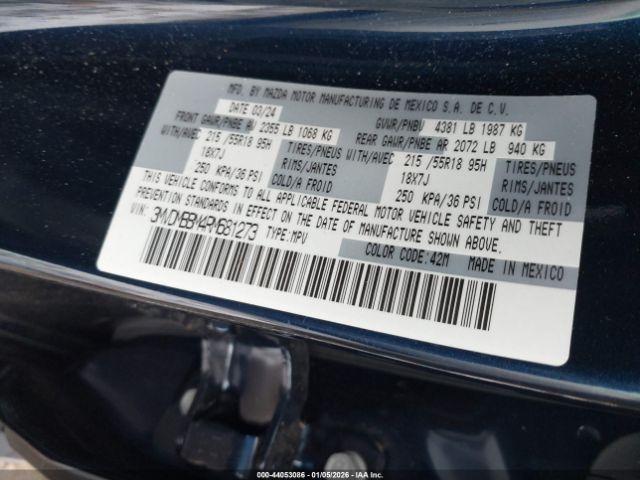 MFD. BY MAZDA MOTOR MANUFACTURING DE MEXICO S.A. DE C.V.
DATE 03/24 GVWR/PNBV 4381 LB 1987 KG
FRONT GAWR/PNBE AV 2355 LB 1068 KG REAR GAWR/PNBE AR 2072 LB 940 KG
WITH/AVEC 215 /55R18 95H TIRES/PNEUS WITH/AVEC 215 /55R18 95H TIRES/PNEUS
18X7J RIMS/JANTES 18X7J RIMS/JANTES
250 KPA/36 PSI COLD/A FROID 250 KPA/36 PSI COLD/A FROID
THIS VEHICLE CONFORMS TO ALL APPLICABLE FEDERAL MOTOR VEHICLE SAFETY AND THEFT
PREVENTION STANDARDS IN EFFECT ON THE DATE OF MANUFACTURE SHOWN ABOVE.
VIN: 3MVDMBBM4RM681273 TYPE:MPV
COLOR CODE:42M MADE IN MEXICO
000-44053086 - 01/05/2026 - COPYRIGHT IAA, LLC